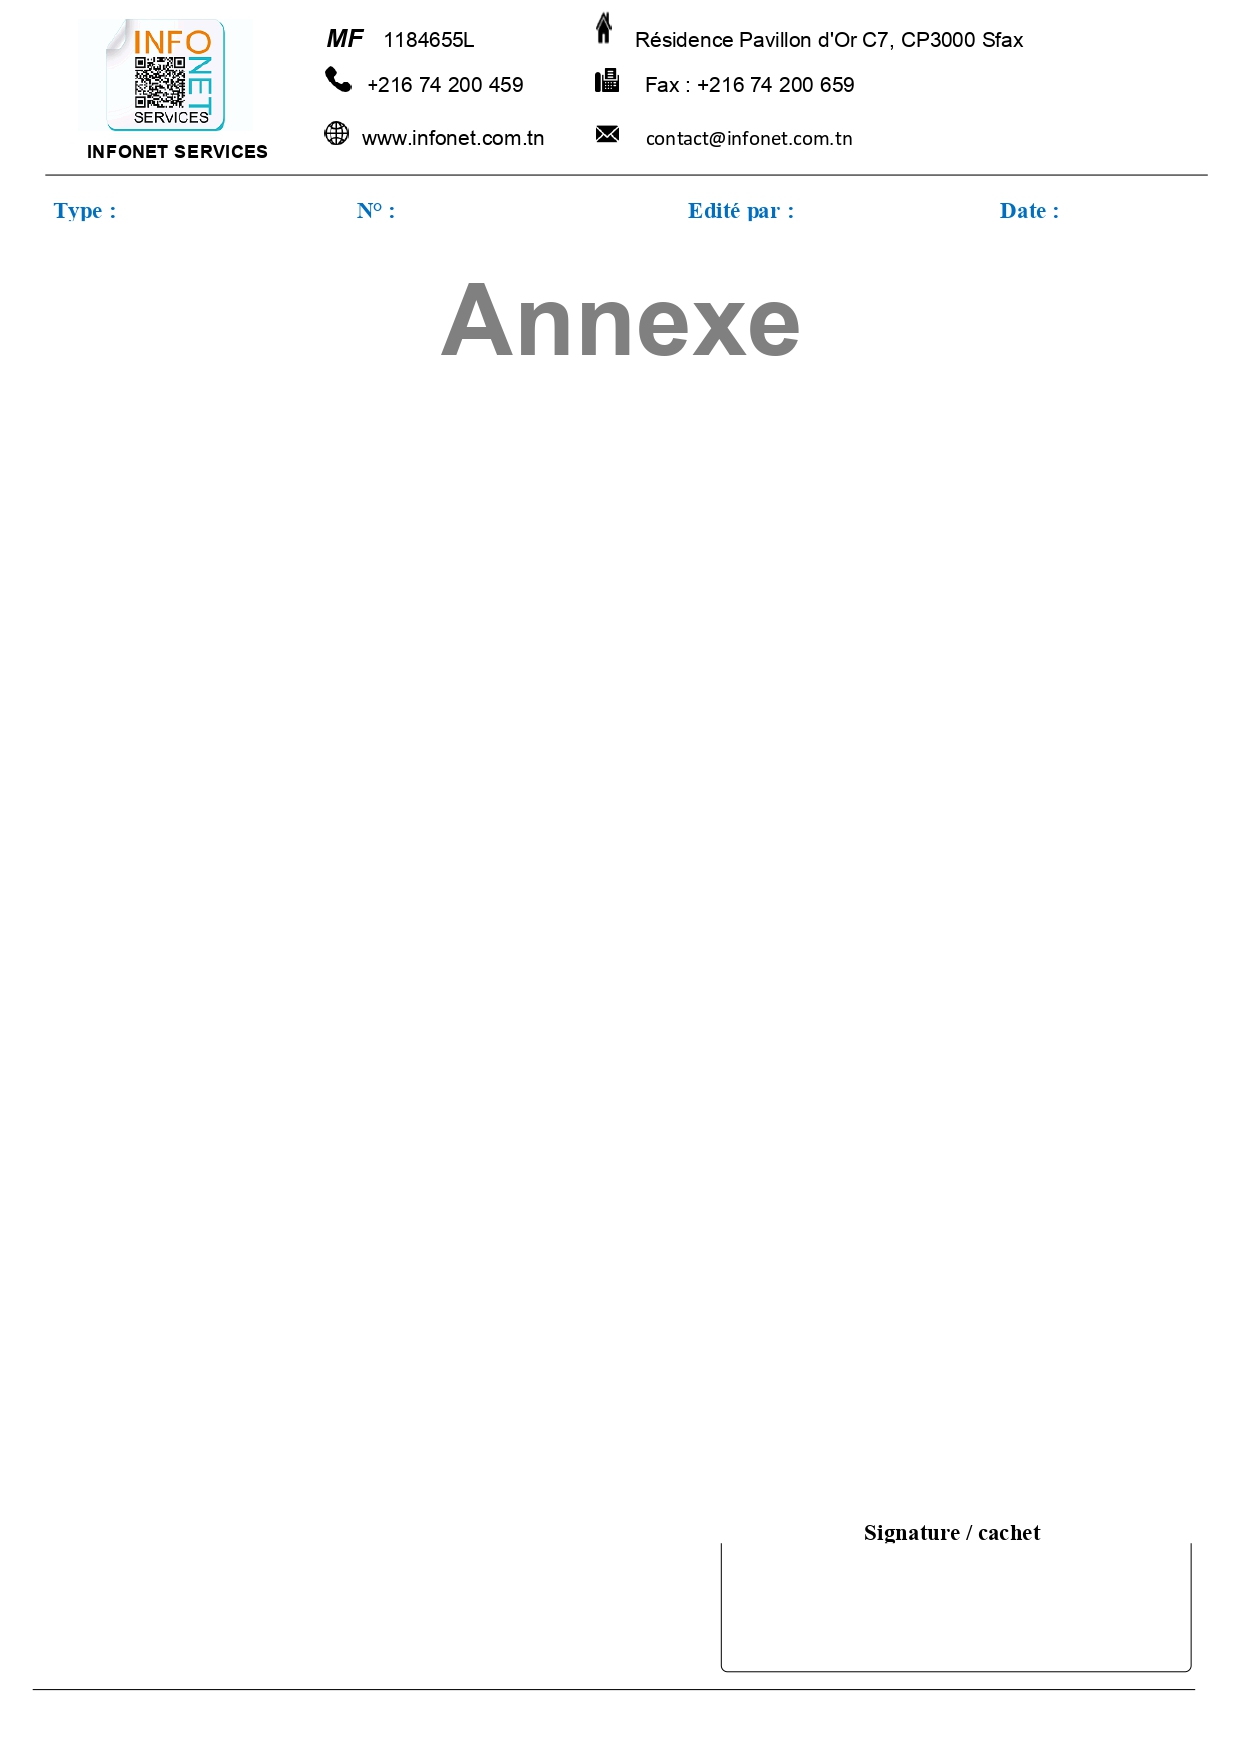 INFO
NET
SERVICES
INFONET SERVICES
MF 1184655L
Résidence Pavillon d'Or C7, CP3000 Sfax
+216 74 200 459
Fax : +216 74 200 659
www.infonet.com.tn
contact@infonet.com.tn
Type : N° : Edité par : Date :
Annexe
Signature / cachet